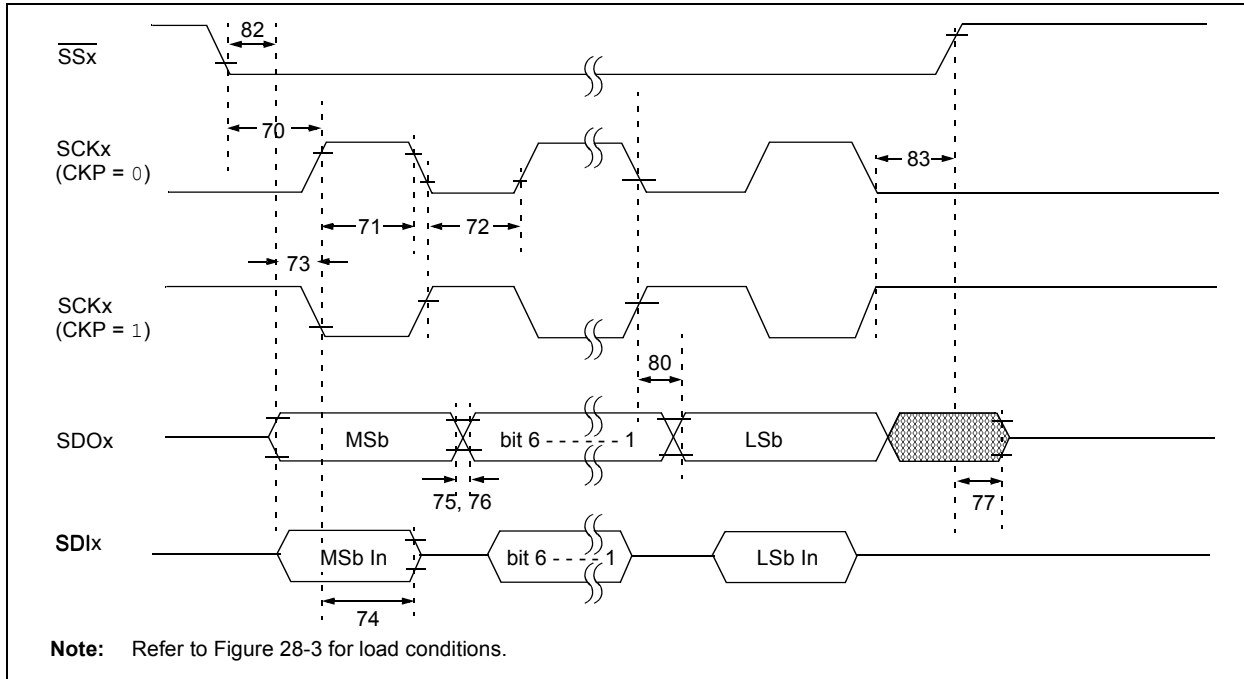 82
SSx
70
SCKx
(CKP = 0)
83
71
72
73
SCKx
(CKP = 1)
80
SDOx
MSb
bit 6 - - - - - - 1
LSb
75, 76
77
SDIx
MSb In
bit 6 - - - - 1
LSb In
74
Note: Refer to Figure 28-3 for load conditions.